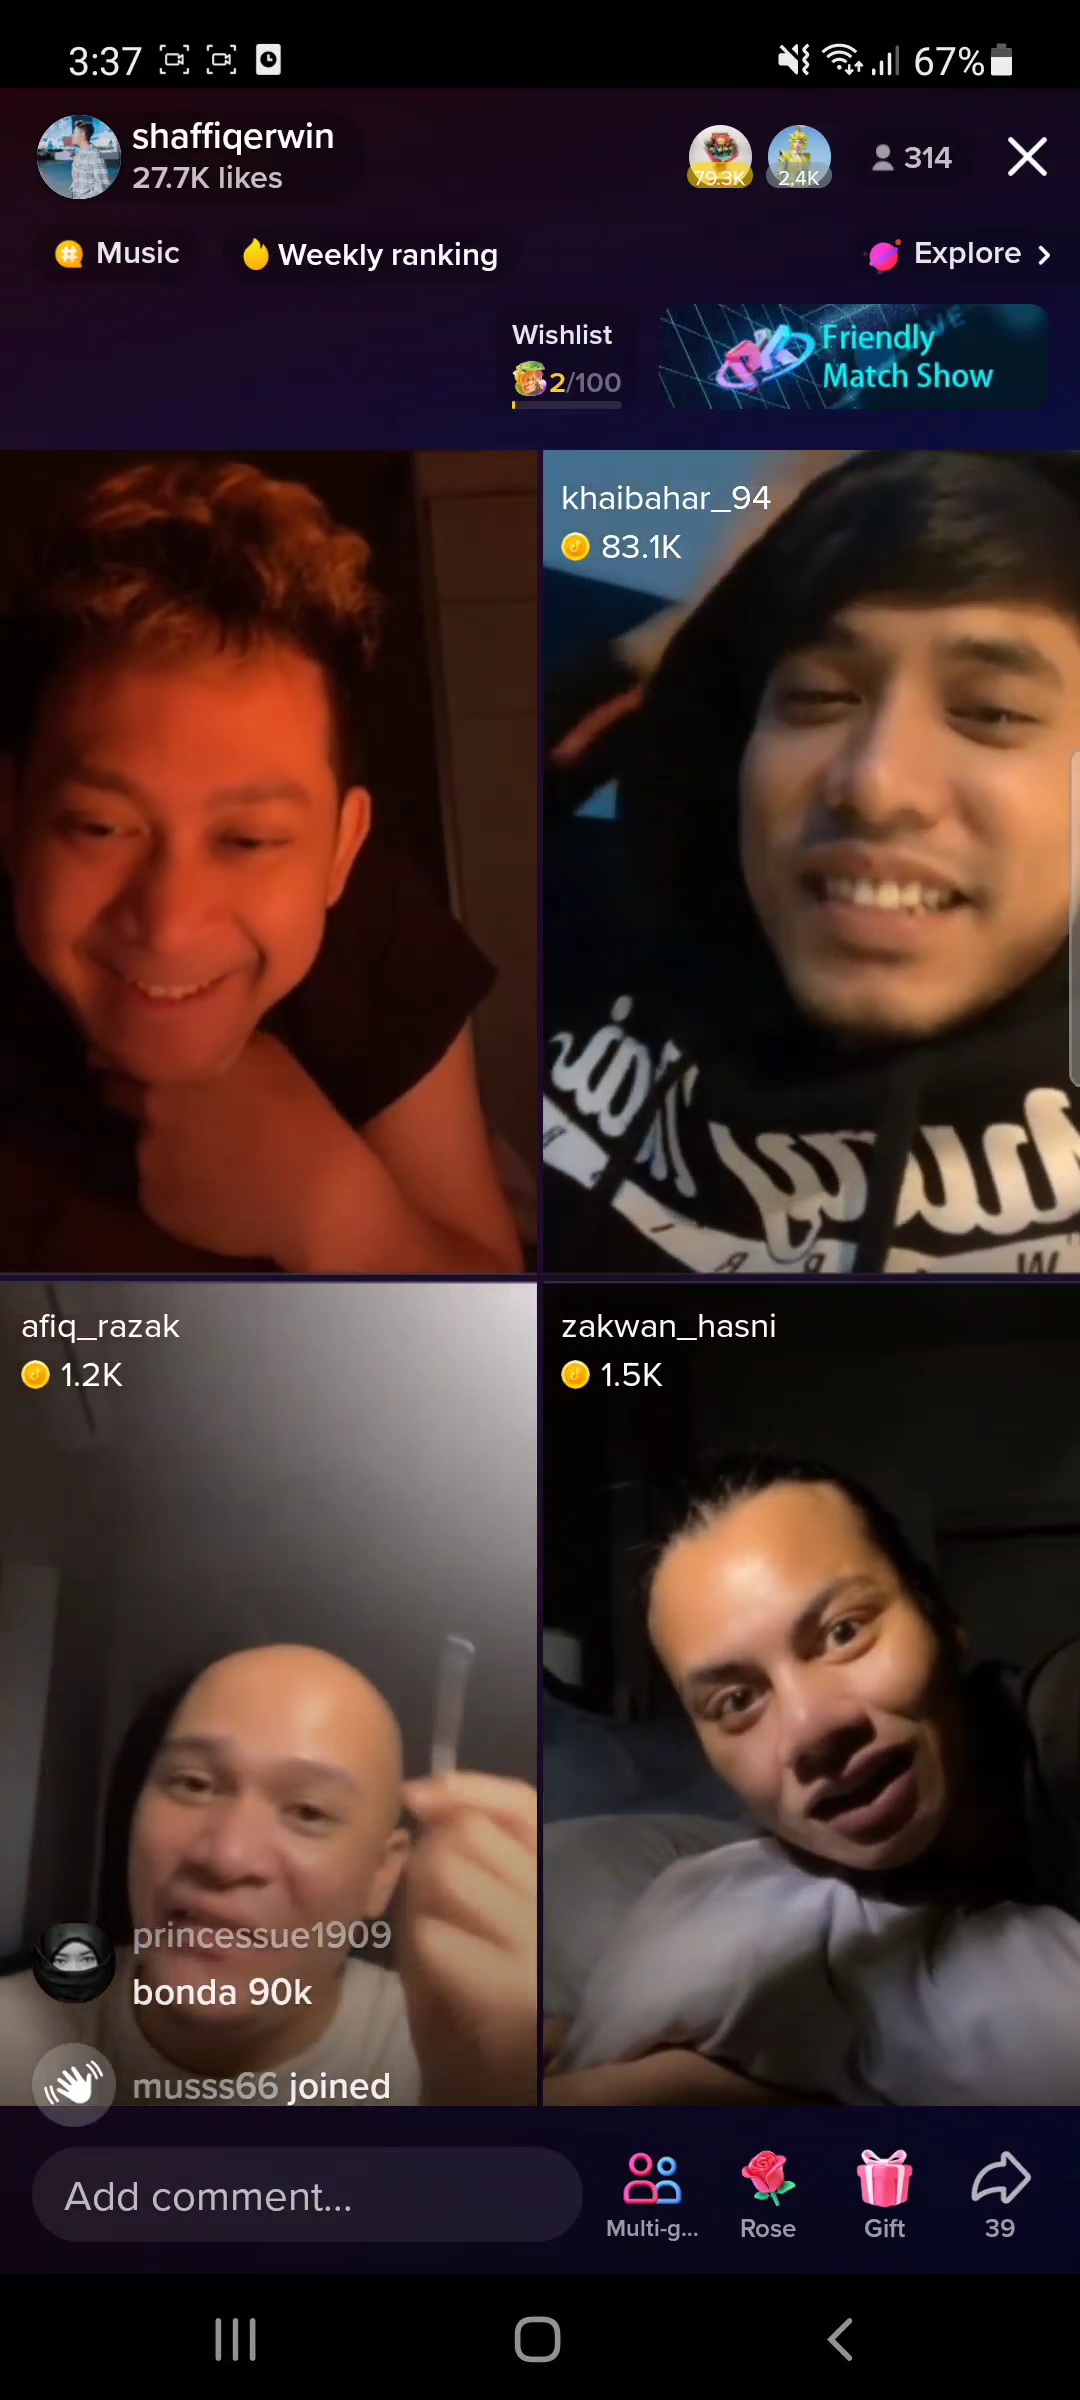 3:37
67%
shaffiqerwin
27.7K likes
79.3K
2.4K
314
Music
Weekly ranking
Explore
Wishlist
2/100
Friendly
Match Show
khaibahar_94
83.1K
afiq_razak
1.2K
zakwan_hasni
1.5K
princessue1909
bonda 90k
musss66 joined
Add comment...
Multi-g...
Rose
Gift
39